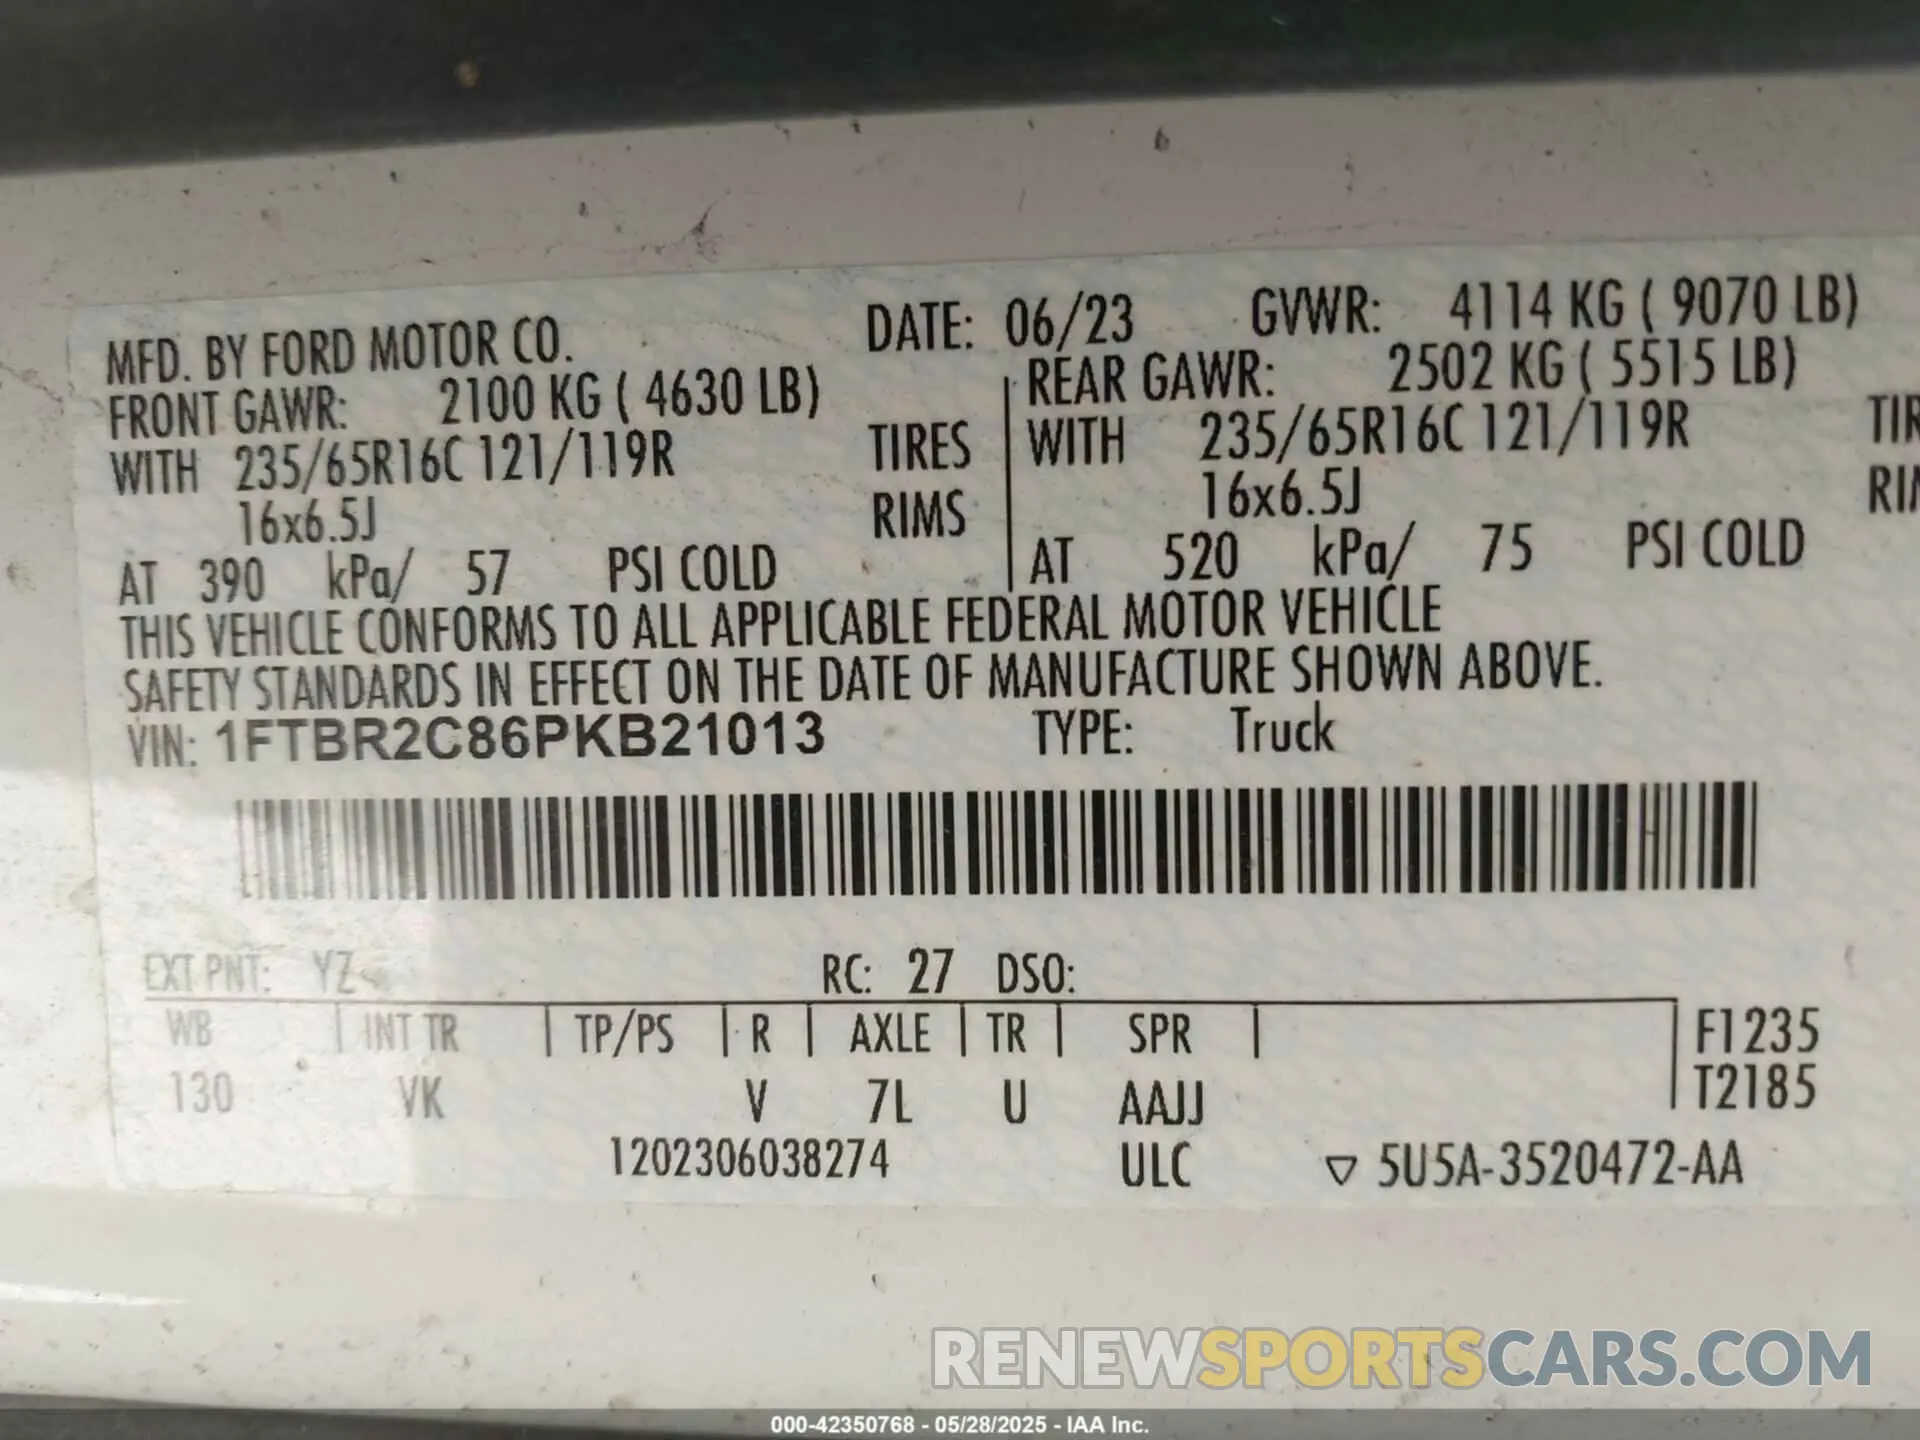 MFD. BY FORD MOTOR CO. DATE: 06/23 GVWR: 4114 KG ( 9070 LB)
FRONT GAWR: 2100 KG ( 4630 LB) REAR GAWR: 2502 KG ( 5515 LB)
WITH 235/65R16C 121/119R TIRES WITH 235/65R16C 121/119R TIR
16x6.5J RIMS 16x6.5J RI
AT 390 kPa/ 57 PSI COLD AT 520 kPa/ 75 PSI COLD
THIS VEHICLE CONFORMS TO ALL APPLICABLE FEDERAL MOTOR VEHICLE
SAFETY STANDARDS IN EFFECT ON THE DATE OF MANUFACTURE SHOWN ABOVE.
VIN: 1FTBR2C86PKB21013 TYPE: Truck
EXT PNT: YZ RC: 27 DSO:
WB INT TR TP/PS R AXLE TR SPR F1235
130 VK V 7L U AAJJ T2185
1202306038274 ULC ▽ 5U5A-3520472-AA
RENEWSPORTSCARS.COM
000-42350768 - 05/28/2025 - IAA Inc.